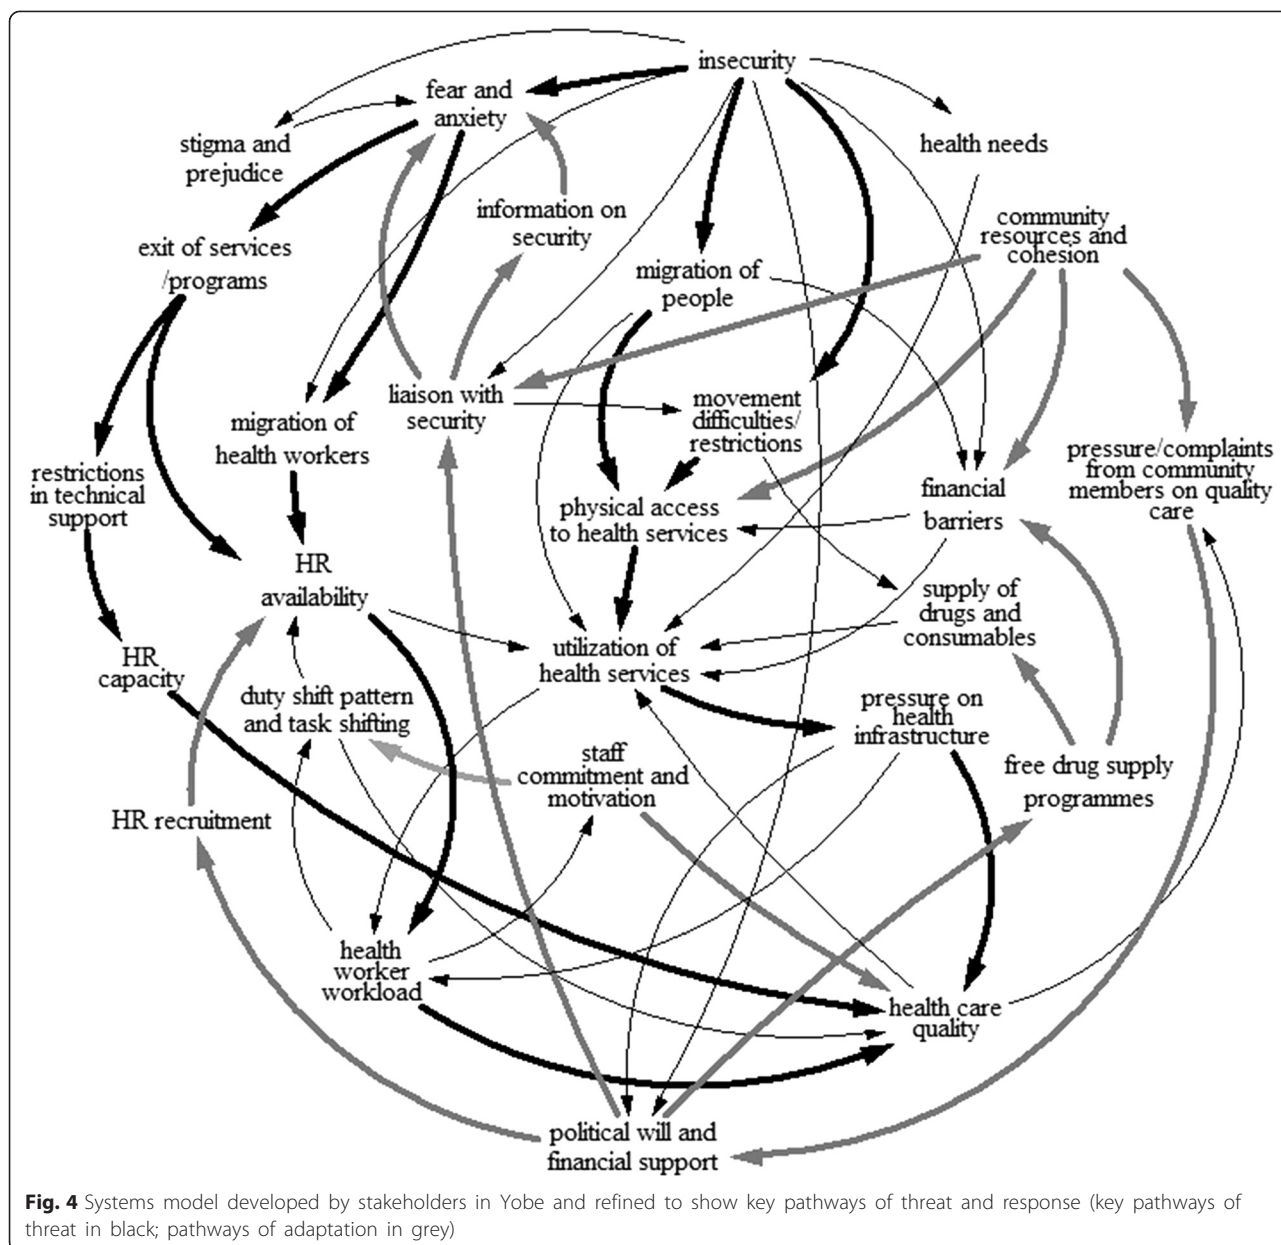 insecurity
fear and
anxiety
stigma and
prejudice
health needs
information on
security
community
resources and
cohesion
exit of services
/programs
migration of
people
liaison with
security
movement
difficulties/
restrictions
migration of
health workers
restrictions
in technical
support
pressure/complaints
from community
members on quality
care
financial
barriers
physical access
to health services
HR
availability
supply of
drugs and
consumables
utilization of
health services
HR
capacity
duty shift pattern
and task shifting
pressure on
health
infrastructure
staff
commitment and
motivation
free drug supply
programmes
HR recruitment
health
worker
workload
health care
quality
political will and
financial support
Fig. 4 Systems model developed by stakeholders in Yobe and refined to show key pathways of threat and response (key pathways of
threat in black; pathways of adaptation in grey)